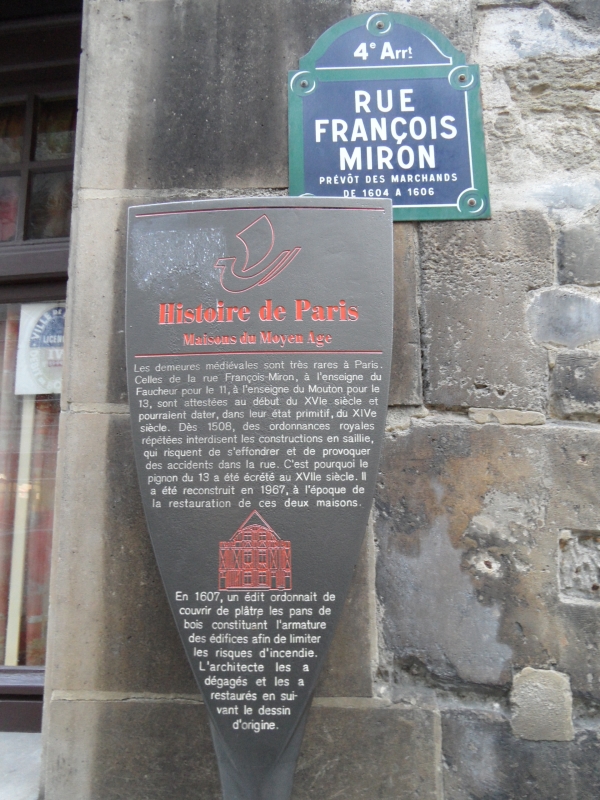 4e Arrt
RUE
FRANÇOIS
MIRON
PRÉVÔT DES MARCHANDS
DE 1604 A 1606
Histoire de Paris
Maisons du Moyen Age
Les demeures médiévales sont très rares à Paris.
Celles de la rue François-Miron, à l'enseigne du
Faucheur pour le 11, à l'enseigne du Mouton pour le
13, sont attestées au début du XVIe siècle et
pourraient dater, dans leur état primitif, du XIVe
siècle. Dès 1508, des ordonnances royales
répétées interdisent les constructions en saillie,
qui risquent de s'effondrer et de provoquer
des accidents dans la rue. C'est pourquoi le
pignon du 13 a été écrêté au XVIIe siècle. Il
a été reconstruit en 1967, à l'époque de
la restauration de ces deux maisons.
En 1607, un édit ordonnait de
couvrir de plâtre les pans de
bois constituant l'armature
des édifices afin de limiter
les risques d'incendie.
L'architecte les a
dégagés et les a
restaurés en sui-
vant le dessin
d'origine.